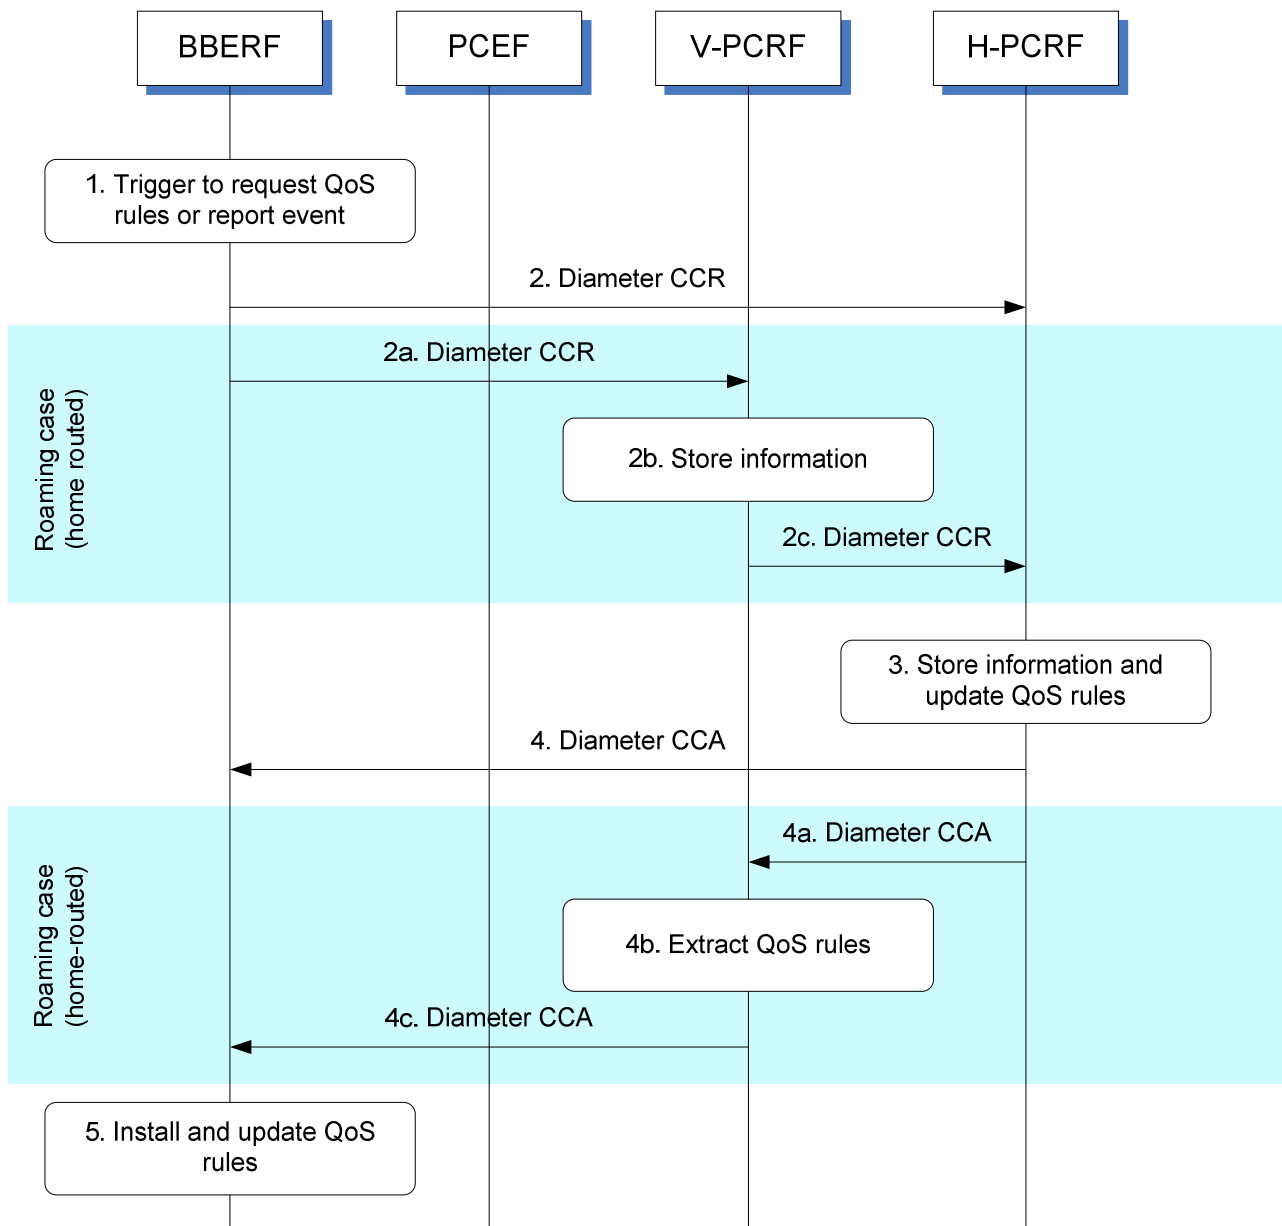 BBERF
PCEF
V-PCRF
H-PCRF
1. Trigger to request QoS
rules or report event
2. Diameter CCR
Roaming case
(home routed)
2a. Diameter CCR
2b. Store information
2c. Diameter CCR
3. Store information and
update QoS rules
4. Diameter CCA
Roaming case
(home-routed)
4a. Diameter CCA
4b. Extract QoS rules
4c. Diameter CCA
5. Install and update QoS
rules